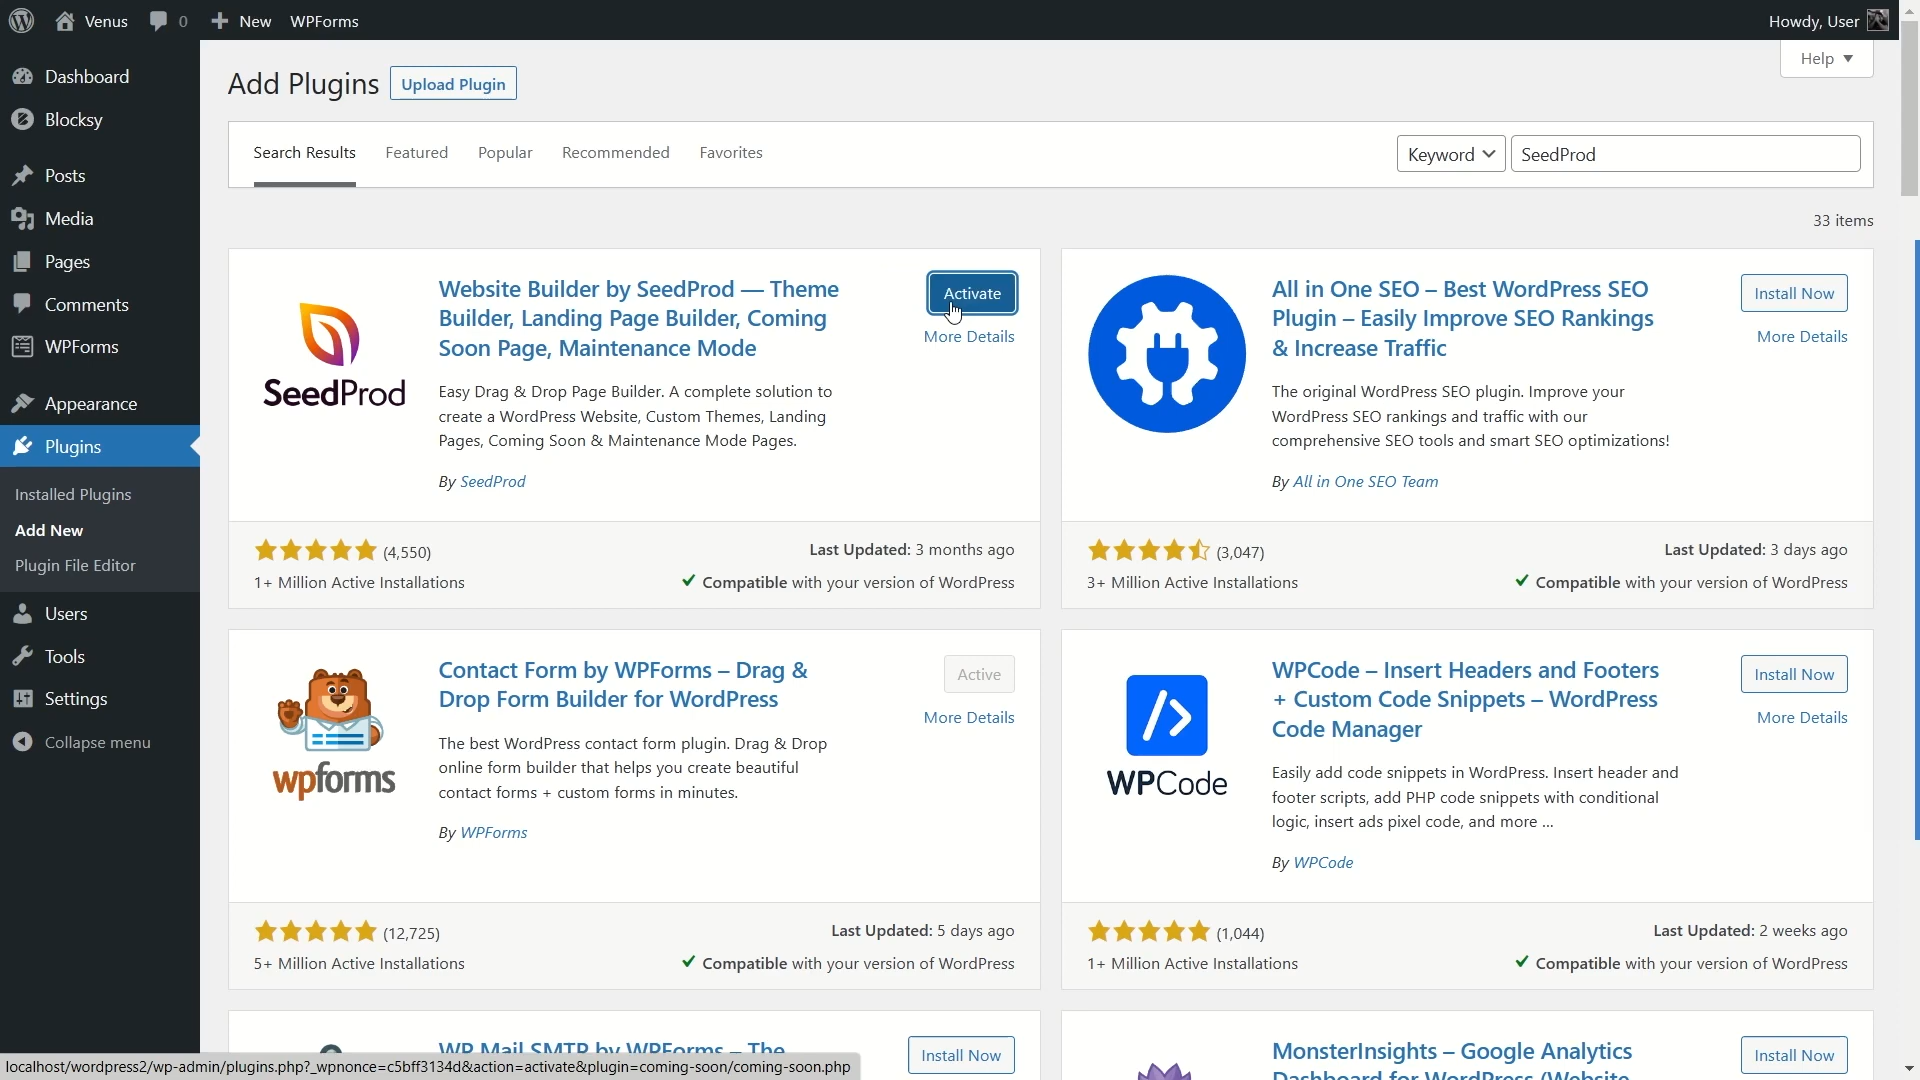 Venus 0 New WPForms Howdy, User
Dashboard
Blocksy
Posts
Media
Pages
Comments
WPForms
Appearance
Plugins
Installed Plugins
Add New
Plugin File Editor
Users
Tools
Settings
Collapse menu
Help
Add Plugins Upload Plugin
Search Results Featured Popular Recommended Favorites Keyword SeedProd
33 items
SeedProd
Website Builder by SeedProd — Theme
Builder, Landing Page Builder, Coming
Soon Page, Maintenance Mode
Activate
More Details
Easy Drag & Drop Page Builder. A complete solution to
create a WordPress Website, Custom Themes, Landing
Pages, Coming Soon & Maintenance Mode Pages.
By SeedProd
(4,550) Last Updated: 3 months ago
1+ Million Active Installations Compatible with your version of WordPress
All in One SEO – Best WordPress SEO
Plugin – Easily Improve SEO Rankings
& Increase Traffic
Install Now
More Details
The original WordPress SEO plugin. Improve your
WordPress SEO rankings and traffic with our
comprehensive SEO tools and smart SEO optimizations!
By All in One SEO Team
(3,047) Last Updated: 3 days ago
3+ Million Active Installations Compatible with your version of WordPress
wpforms
Contact Form by WPForms – Drag &
Drop Form Builder for WordPress
Active
More Details
The best WordPress contact form plugin. Drag & Drop
online form builder that helps you create beautiful
contact forms + custom forms in minutes.
By WPForms
(12,725) Last Updated: 5 days ago
5+ Million Active Installations Compatible with your version of WordPress
WPCode
WPCode – Insert Headers and Footers
+ Custom Code Snippets – WordPress
Code Manager
Install Now
More Details
Easily add code snippets in WordPress. Insert header and
footer scripts, add PHP code snippets with conditional
logic, insert ads pixel code, and more ...
By WPCode
(1,044) Last Updated: 2 weeks ago
1+ Million Active Installations Compatible with your version of WordPress
WP Mail SMTP by WPForms – The
Install Now
MonsterInsights – Google Analytics
Dashboard for WordPress (Website
Install Now
localhost/wordpress2/wp-admin/plugins.php?_wpnonce=c5bff3134d&action=activate&plugin=coming-soon/coming-soon.php